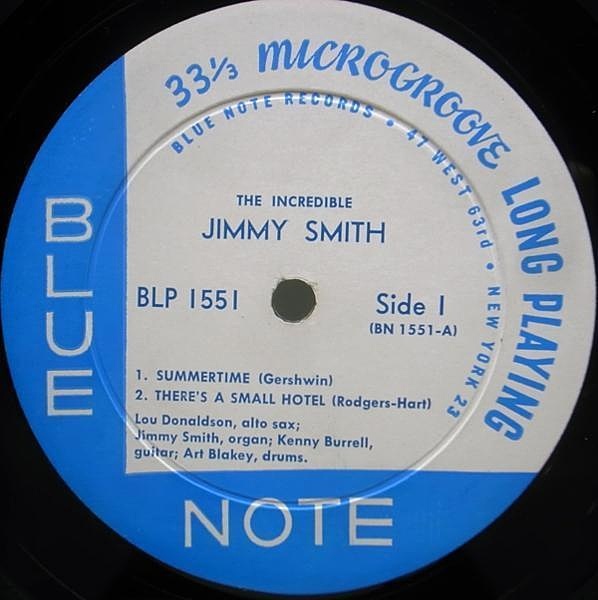 33⅓ MICROGROOVE LONG PLAYING
BLUE NOTE RECORDS • 47 WEST 63rd • NEW YORK 23
THE INCREDIBLE
JIMMY SMITH
BLP 1551
Side 1
(BN 1551-A)
1. SUMMERTIME (Gershwin)
2. THERE'S A SMALL HOTEL (Rodgers-Hart)
Lou Donaldson, alto sax;
Jimmy Smith, organ; Kenny Burrell,
guitar; Art Blakey, drums.
BLUE
NOTE